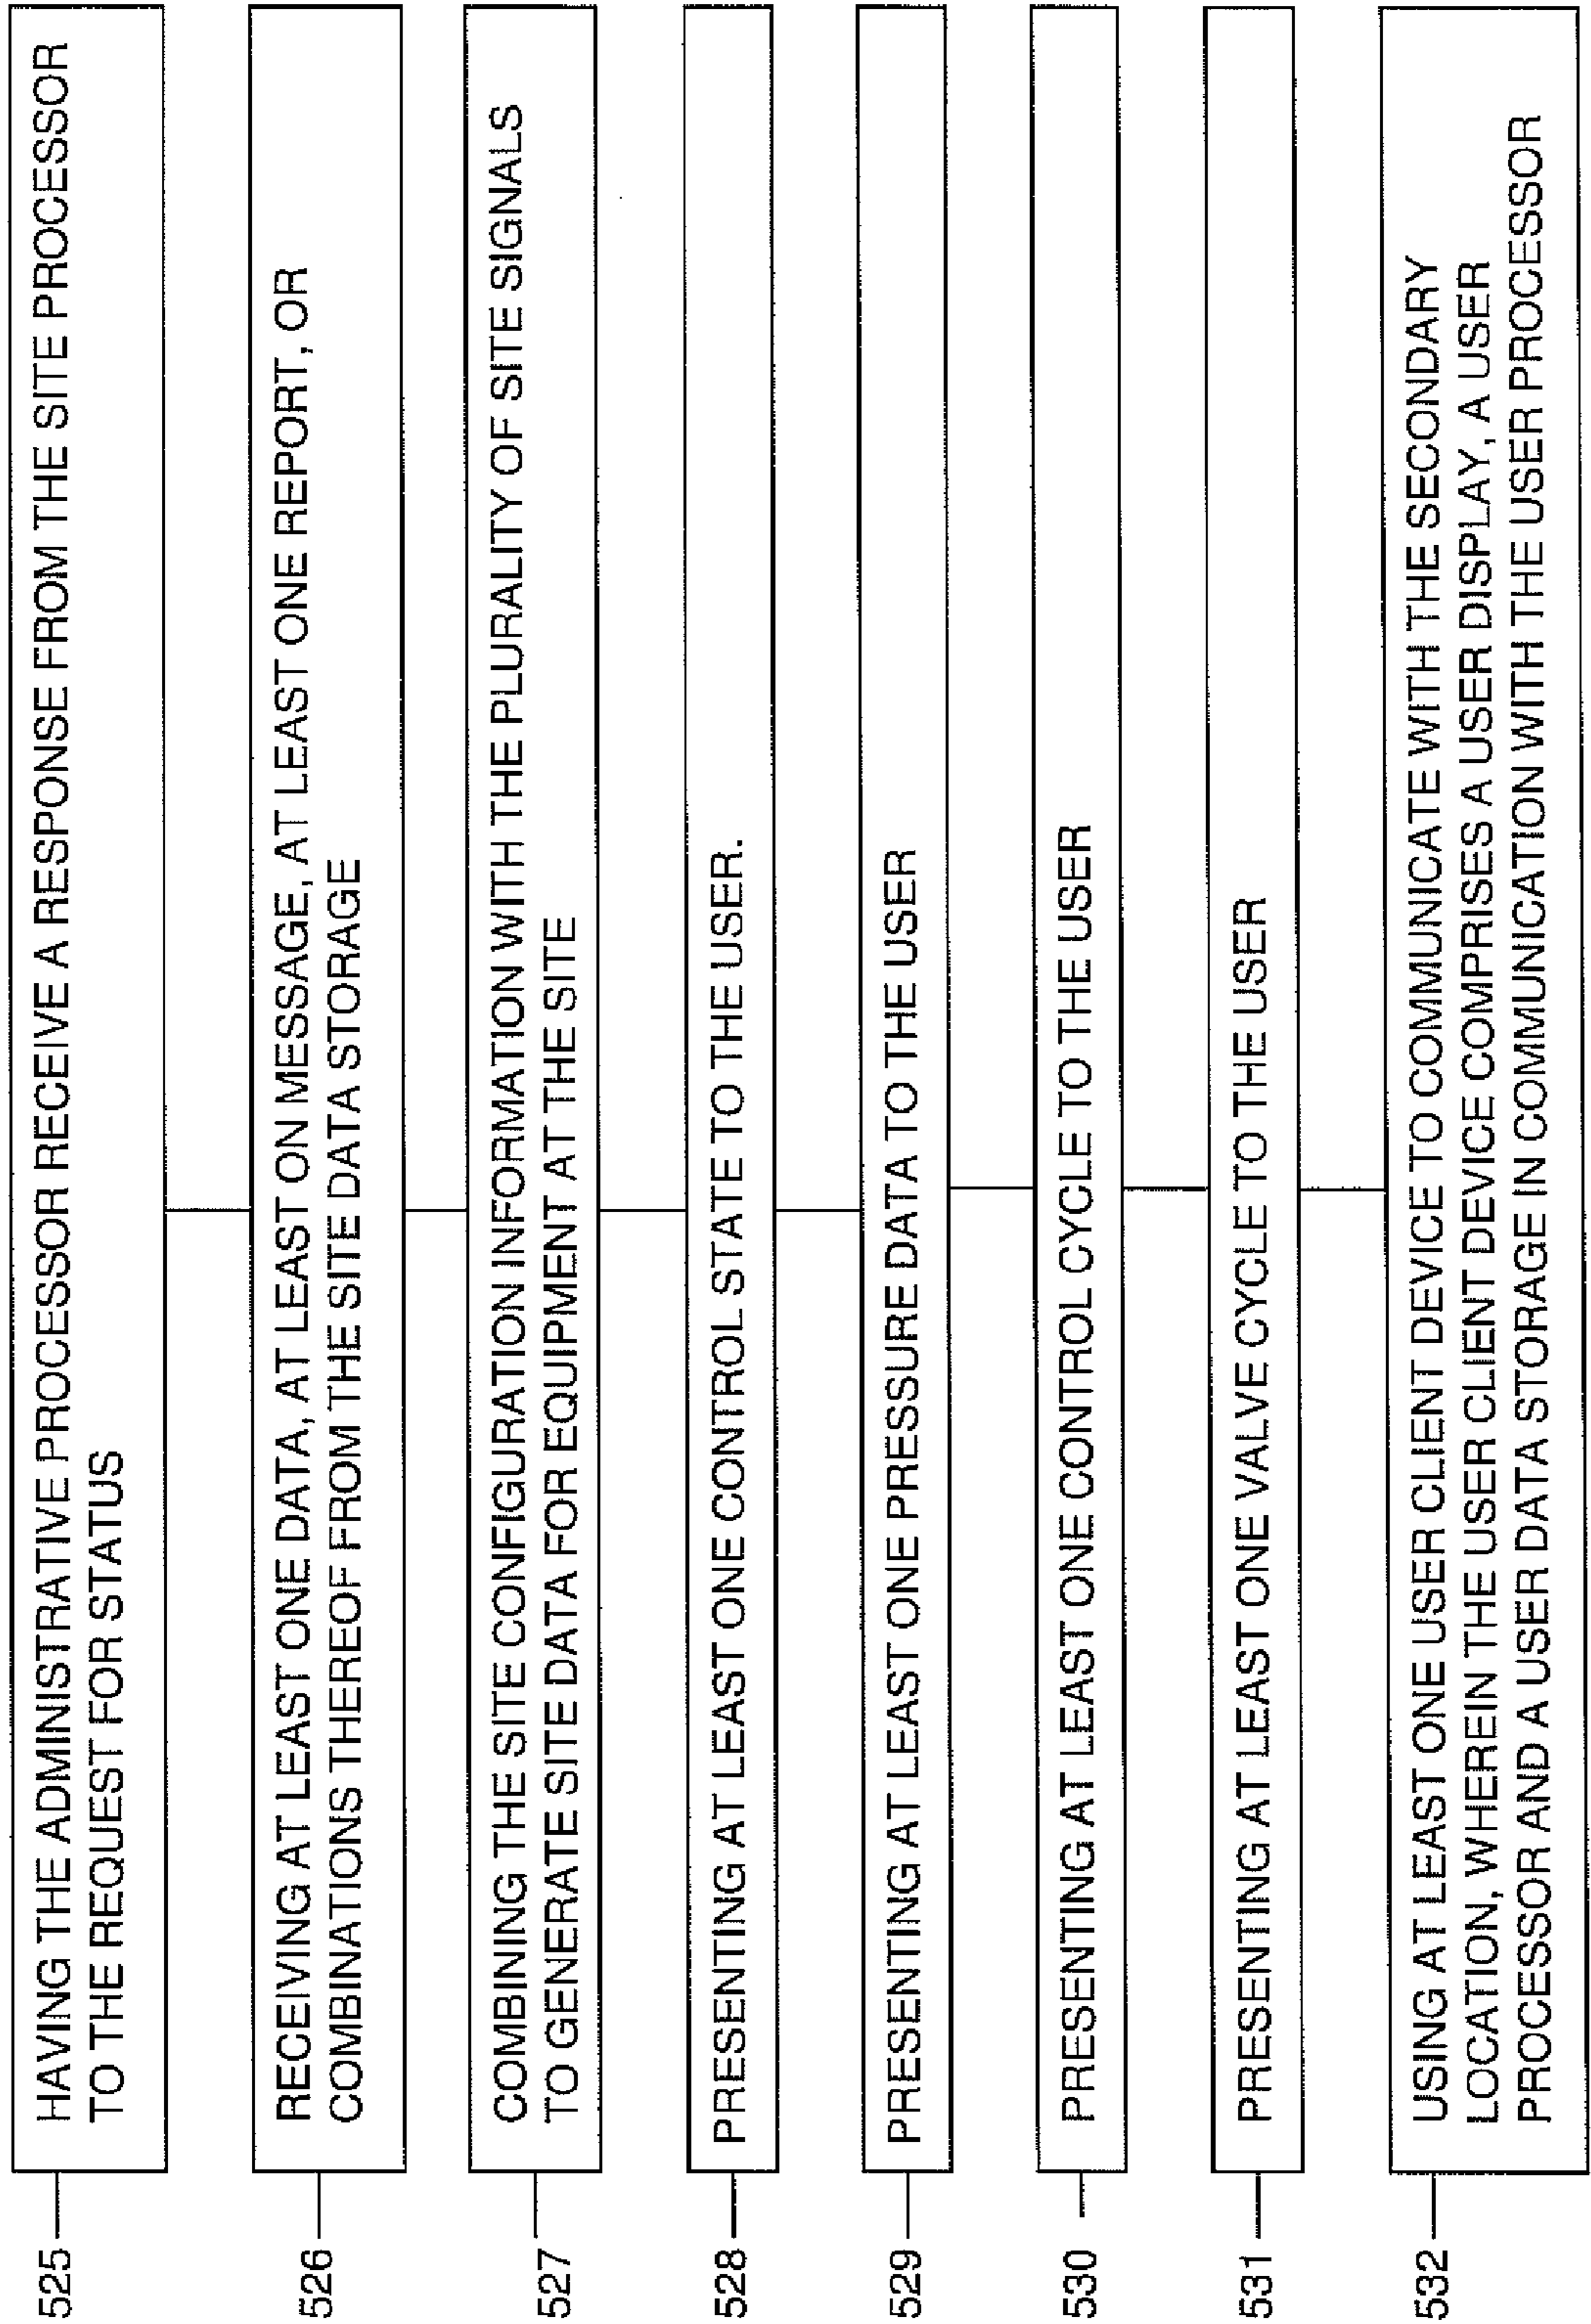 525
HAVING THE ADMINISTRATIVE PROCESSOR RECEIVE A RESPONSE FROM THE SITE PROCESSOR
TO THE REQUEST FOR STATUS
526
RECEIVING AT LEAST ONE DATA, AT LEAST ON MESSAGE, AT LEAST ONE REPORT, OR
COMBINATIONS THEREOF FROM THE SITE DATA STORAGE
527
COMBINING THE SITE CONFIGURATION INFORMATION WITH THE PLURALITY OF SITE SIGNALS
TO GENERATE SITE DATA FOR EQUIPMENT AT THE SITE
528
PRESENTING AT LEAST ONE CONTROL STATE TO THE USER.
529
PRESENTING AT LEAST ONE PRESSURE DATA TO THE USER
530
PRESENTING AT LEAST ONE CONTROL CYCLE TO THE USER
531
PRESENTING AT LEAST ONE VALVE CYCLE TO THE USER
532
USING AT LEAST ONE USER CLIENT DEVICE TO COMMUNICATE WITH THE SECONDARY
LOCATION, WHEREIN THE USER CLIENT DEVICE COMPRISES A USER DISPLAY, A USER
PROCESSOR AND A USER DATA STORAGE IN COMMUNICATION WITH THE USER PROCESSOR